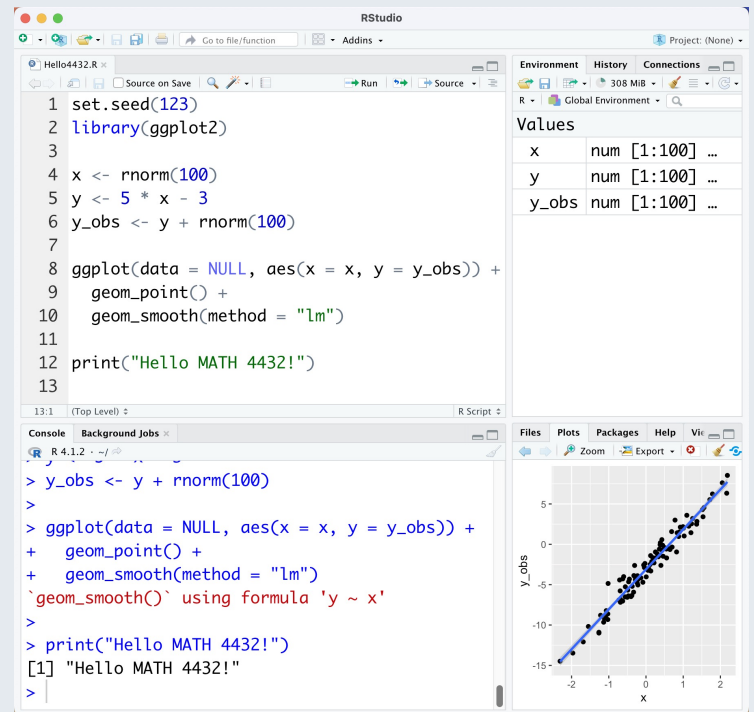 RStudio
Go to file/function
Addins
Project: (None)
Hello4432.R
Source on Save
Run
Source
1 set.seed(123)
2 library(ggplot2)
3
4 x <- rnorm(100)
5 y <- 5 * x - 3
6 y_obs <- y + rnorm(100)
7
8 ggplot(data = NULL, aes(x = x, y = y_obs)) +
9   geom_point() +
10   geom_smooth(method = "lm")
11
12 print("Hello MATH 4432!")
13
13:1 (Top Level) R Script
Environment History Connections
308 MiB
R Global Environment
Values
x num [1:100] …
y num [1:100] …
y_obs num [1:100] …
Console Background Jobs
R 4.1.2 · ~/
> y_obs <- y + rnorm(100)
>
> ggplot(data = NULL, aes(x = x, y = y_obs)) +
+   geom_point() +
+   geom_smooth(method = "lm")
`geom_smooth()` using formula 'y ~ x'
>
> print("Hello MATH 4432!")
[1] "Hello MATH 4432!"
>
Files Plots Packages Help
Zoom Export
5
0
-5
-10
-15
y_obs
-2 -1 0 1 2
x